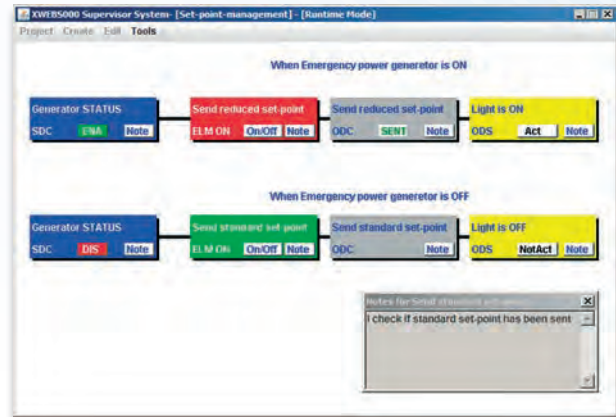 XWEB5000 Supervisor System- [Set-point-management] - [Runtime Mode]
Project Create Edit Tools
When Emergency power generetor is ON
Generator STATUS
SDC ENA Note
Send reduced set-point
ELM ON On/Off Note
Send reduced set-point
ODC SENT Note
Light is ON
ODS Act Note
When Emergency power generetor is OFF
Generator STATUS
SDC DIS Note
Send standard set-point
ELM ON On/Off Note
Send standard set-point
ODC Note
Light is OFF
ODS NotAct Note
Notes for Send standard
I check if standard set-point has been sent